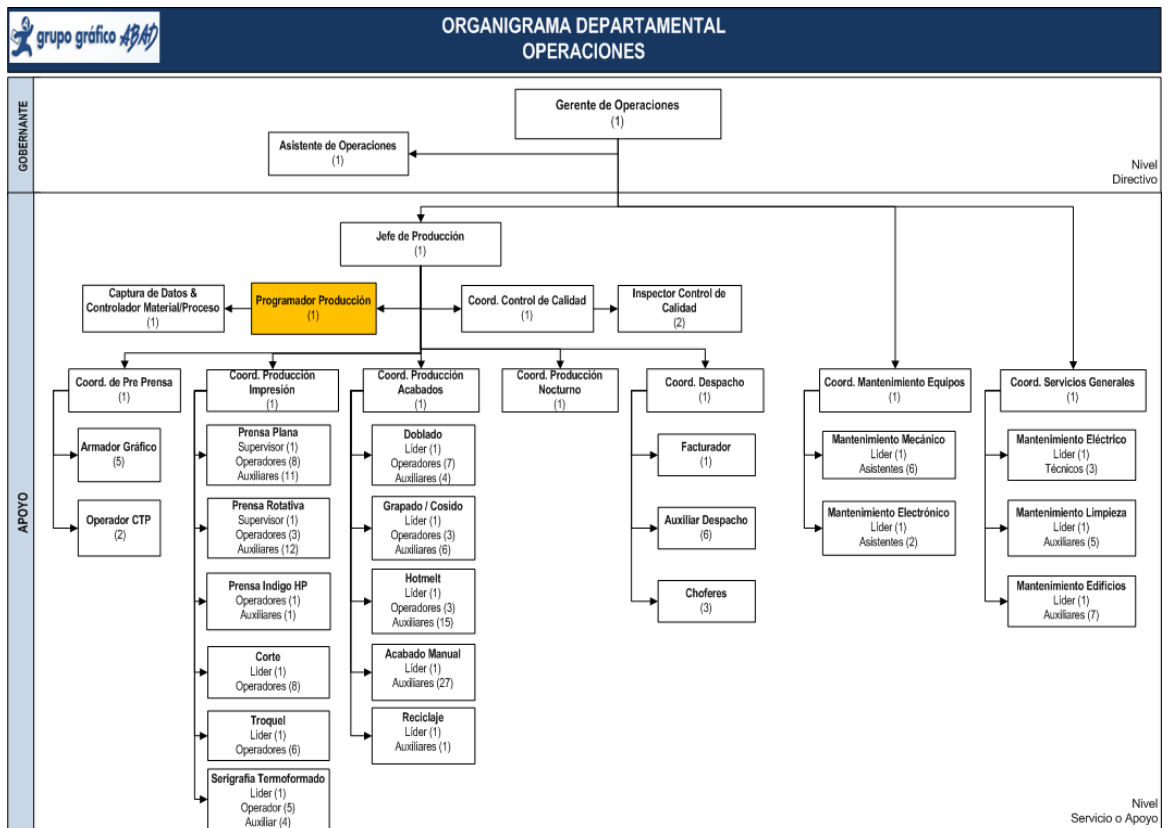 grupo gráfico ABAD
ORGANIGRAMA DEPARTAMENTAL
OPERACIONES
GOBERNANTE
Gerente de Operaciones
(1)
Asistente de Operaciones
(1)
Nivel
Directivo
APOYO
Jefe de Producción
(1)
Captura de Datos &
Controlador Material/Proceso
(1)
Programador Producción
(1)
Coord. Control de Calidad
(1)
Inspector Control de
Calidad
(2)
Coord. de Pre Prensa
(1)
Armador Gráfico
(5)
Operador CTP
(2)
Coord. Producción
Impresión
(1)
Prensa Plana
Supervisor (1)
Operadores (8)
Auxiliares (11)
Prensa Rotativa
Supervisor (1)
Operadores (3)
Auxiliares (12)
Prensa Indigo HP
Operadores (1)
Auxiliares (1)
Corte
Lider (1)
Operadores (8)
Troquel
Líder (1)
Operadores (6)
Serigrafía Termoformado
Lider (1)
Operador (5)
Auxiliar (4)
Coord. Producción
Acabados
(1)
Doblado
Líder (1)
Operadores (7)
Auxiliares (4)
Grapado / Cosido
Líder (1)
Operadores (3)
Auxiliares (6)
Hotmelt
Líder (1)
Operadores (3)
Auxiliares (15)
Acabado Manual
Líder (1)
Auxiliares (27)
Reciclaje
Líder (1)
Auxiliares (1)
Coord. Producción
Nocturno
(1)
Coord. Despacho
(1)
Facturador
(1)
Auxiliar Despacho
(6)
Choferes
(3)
Coord. Mantenimiento Equipos
(1)
Mantenimiento Mecánico
Líder (1)
Asistentes (6)
Mantenimiento Electrónico
Líder (1)
Asistentes (2)
Coord. Servicios Generales
(1)
Mantenimiento Eléctrico
Líder (1)
Técnicos (3)
Mantenimiento Limpieza
Líder (1)
Auxiliares (5)
Mantenimiento Edificios
Líder (1)
Auxiliares (7)
Nivel
Servicio o Apoyo